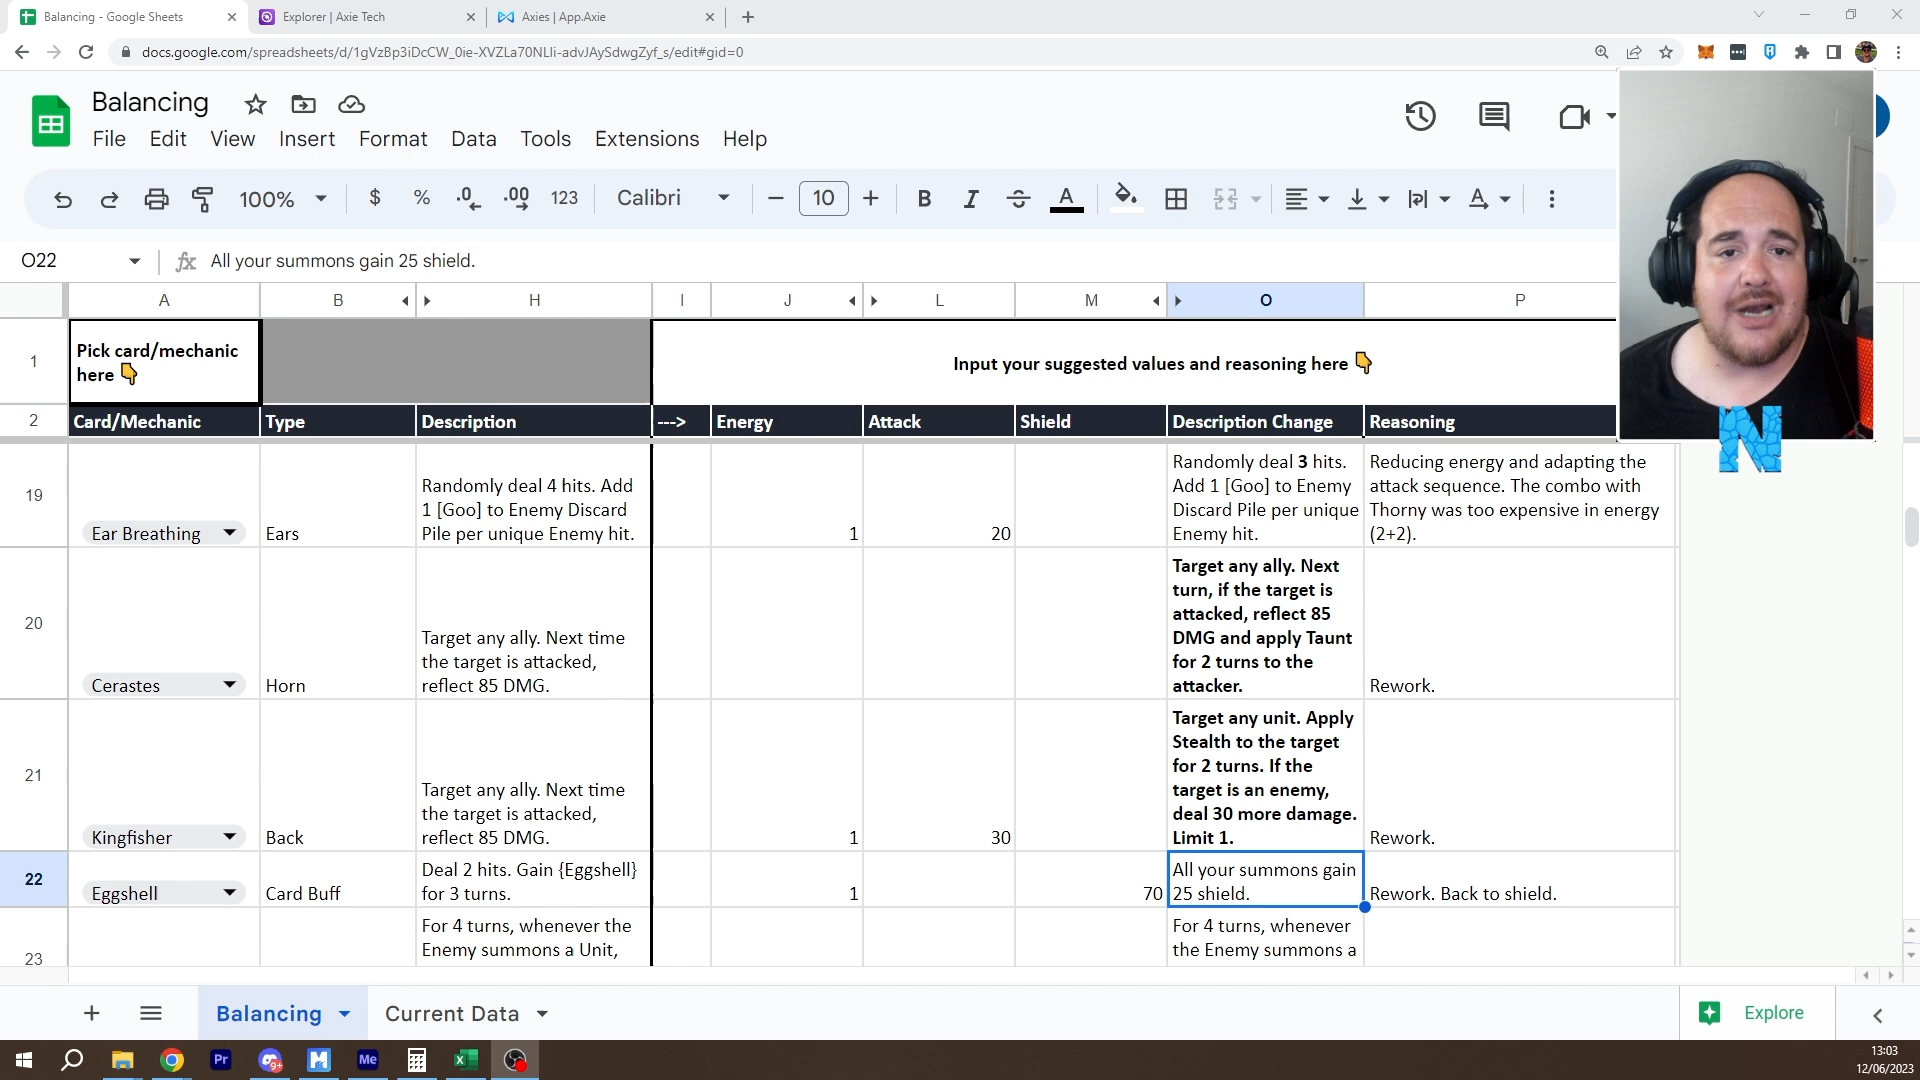 Balancing - Google Sheets
Explorer | Axie Tech
Axies | App.Axie
docs.google.com/spreadsheets/d/1gVzBp3iDcCW_0ie-XVZLa70NLIi-advJAySdwgZyf_s/edit#gid=0
Balancing
File Edit View Insert Format Data Tools Extensions Help
100% $ % .0 .00 123 Calibri 10 B I S A
O22 fx All your summons gain 25 shield.
A B H I J L M O P
1
Pick card/mechanic
here
Input your suggested values and reasoning here
2 Card/Mechanic Type Description ---> Energy Attack Shield Description Change Reasoning
19
Ear Breathing
Ears
Randomly deal 4 hits. Add
1 [Goo] to Enemy Discard
Pile per unique Enemy hit.
1
20
Randomly deal 3 hits.
Add 1 [Goo] to Enemy
Discard Pile per unique
Enemy hit.
Reducing energy and adapting the
attack sequence. The combo with
Thorny was too expensive in energy
(2+2).
20
Cerastes
Horn
Target any ally. Next time
the target is attacked,
reflect 85 DMG.
Target any ally. Next
turn, if the target is
attacked, reflect 85
DMG and apply Taunt
for 2 turns to the
attacker.
Rework.
21
Kingfisher
Back
Target any ally. Next time
the target is attacked,
reflect 85 DMG.
1
30
Target any unit. Apply
Stealth to the target
for 2 turns. If the
target is an enemy,
deal 30 more damage.
Limit 1.
Rework.
22
Eggshell
Card Buff
Deal 2 hits. Gain {Eggshell}
for 3 turns.
1
70
All your summons gain
25 shield.
Rework. Back to shield.
23
For 4 turns, whenever the
Enemy summons a Unit,
For 4 turns, whenever
the Enemy summons a
N
Balancing
Current Data
Explore
Pr
9+
M
Me
13:03
12/06/2023